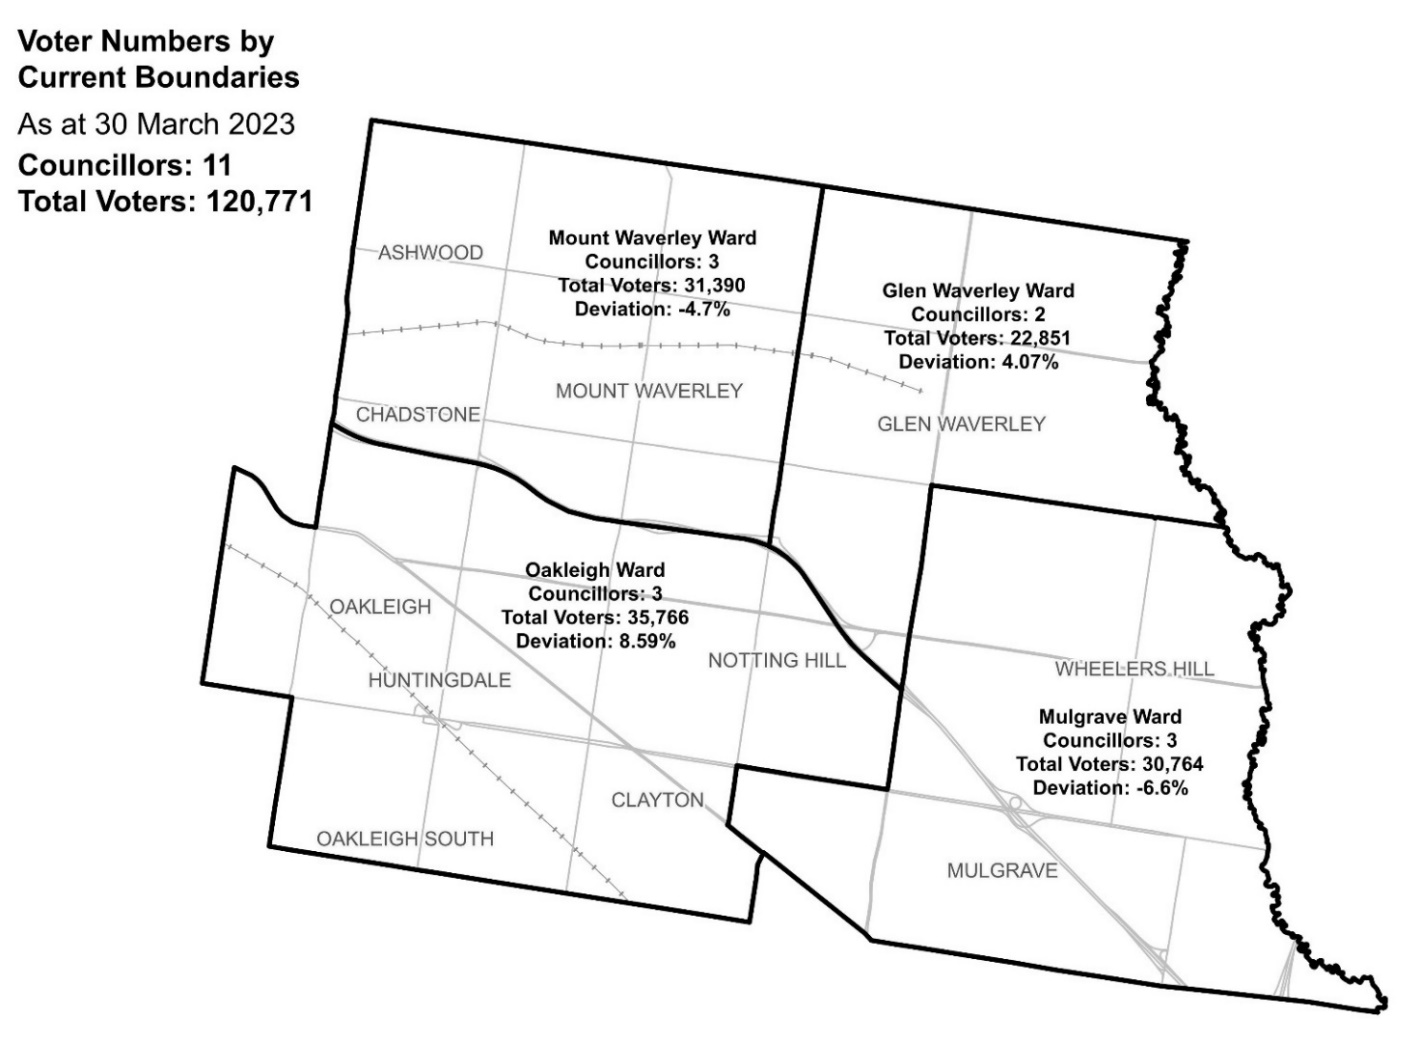 Voter Numbers by
Current Boundaries
As at 30 March 2023
Councillors: 11
Total Voters: 120,771
ASHWOOD
Mount Waverley Ward
Councillors: 3
Total Voters: 31,390
Deviation: -4.7%
Glen Waverley Ward
Councillors: 2
Total Voters: 22,851
Deviation: 4.07%
MOUNT WAVERLEY
CHADSTONE
GLEN WAVERLEY
Oakleigh Ward
Councillors: 3
Total Voters: 35,766
Deviation: 8.59%
OAKLEIGH
NOTTING HILL
HUNTINGDALE
WHEELERS HILL
Mulgrave Ward
Councillors: 3
Total Voters: 30,764
Deviation: -6.6%
CLAYTON
OAKLEIGH SOUTH
MULGRAVE